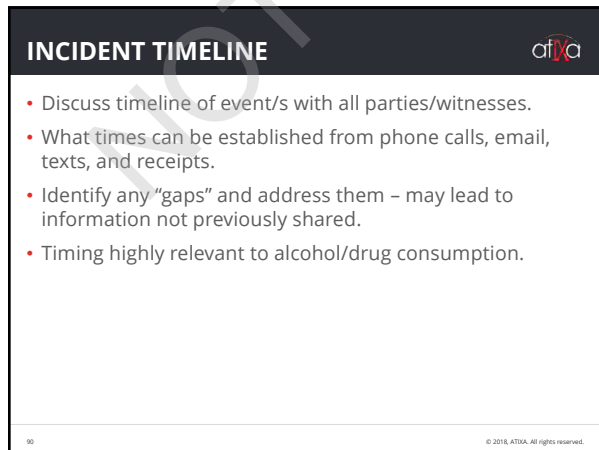 INCIDENT TIMELINE
atIXa
• Discuss timeline of event/s with all parties/witnesses.
• What times can be established from phone calls, email,
texts, and receipts.
• Identify any “gaps” and address them – may lead to
information not previously shared.
• Timing highly relevant to alcohol/drug consumption.
NOT
90
© 2018, ATIXA. All rights reserved.